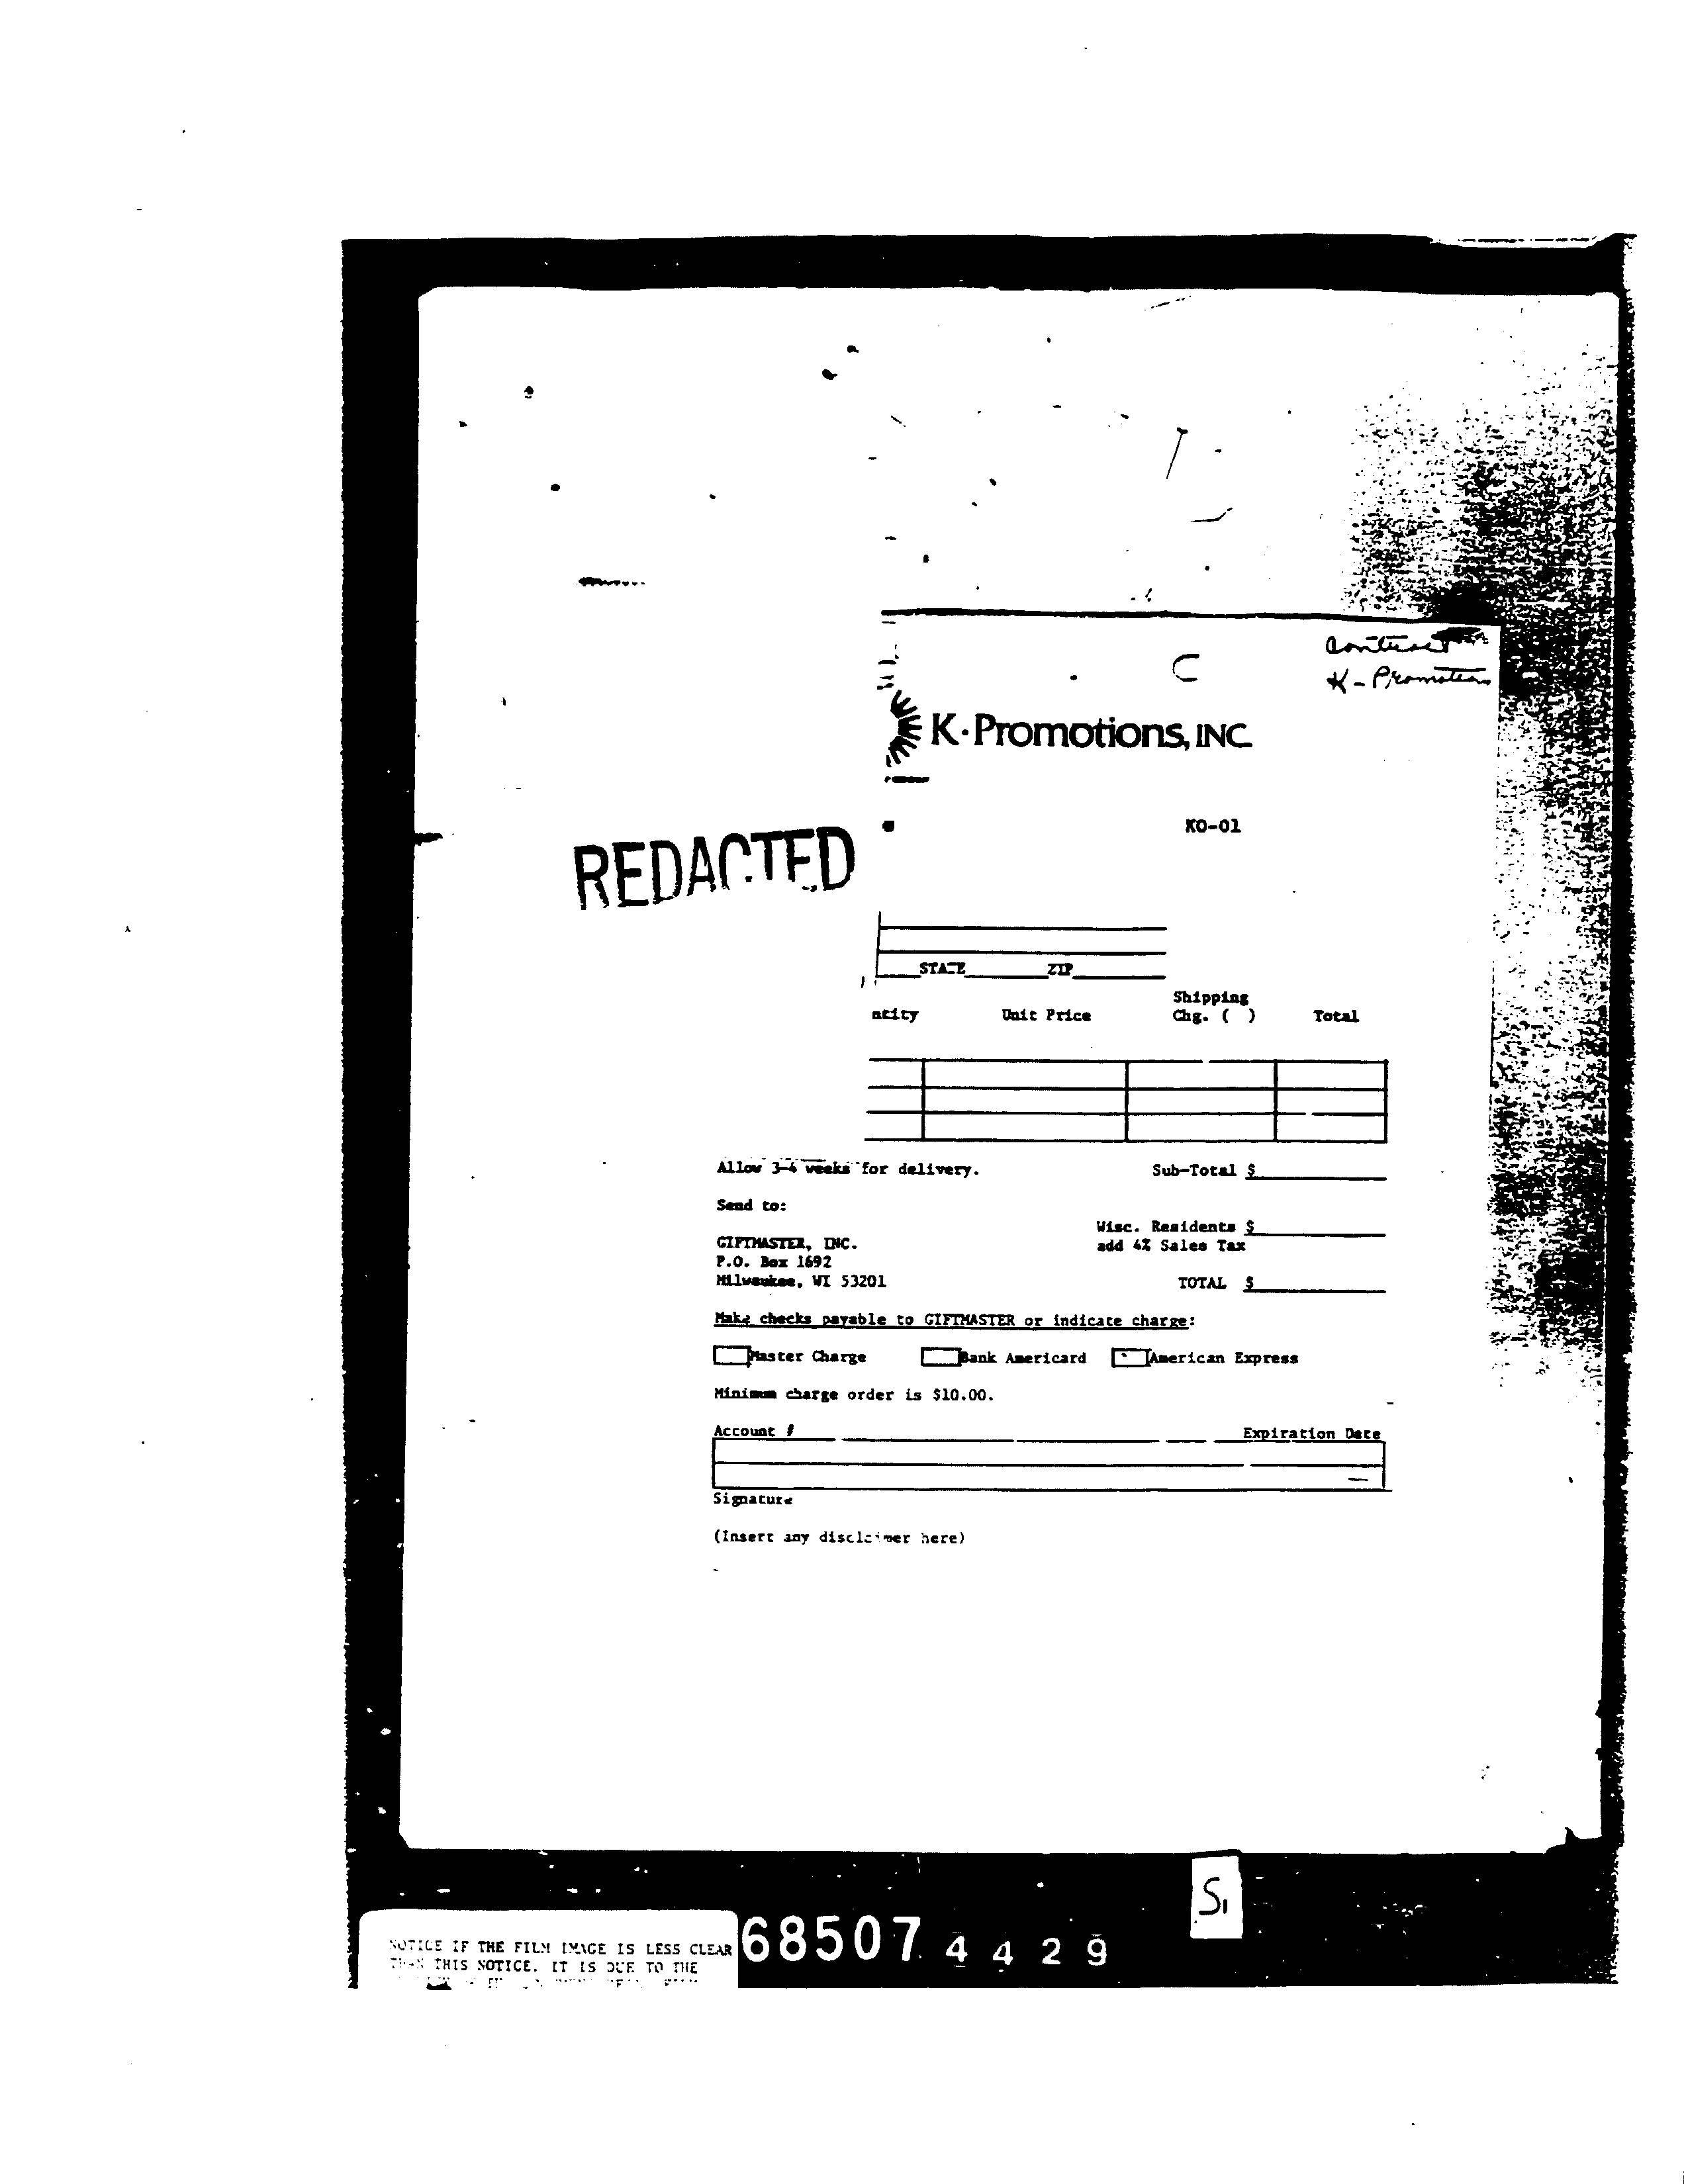 Contract
K-Promotions
K·Promotions, INC
KO-01
REDACTED
STATE ZIP
Shipping
ntity Unit Price Chg. ( ) Total
Allow 3-4 weeks for delivery. Sub-Total $
Send to:
Wisc. Residents $
GIFTMASTER, INC. add 4% Sales Tax
P.O. Box 1692
Milwaukee, WI 53201 TOTAL $
Make checks payable to GIFTMASTER or indicate charge:
Master Charge Bank Americard American Express
Minimum charge order is $10.00.
Account # Expiration Date
Signature
(Insert any disclaimer here)
S1
68507 4429
NOTICE IF THE FILM IMAGE IS LESS CLEAR
THAN THIS NOTICE. IT IS DUE TO THE